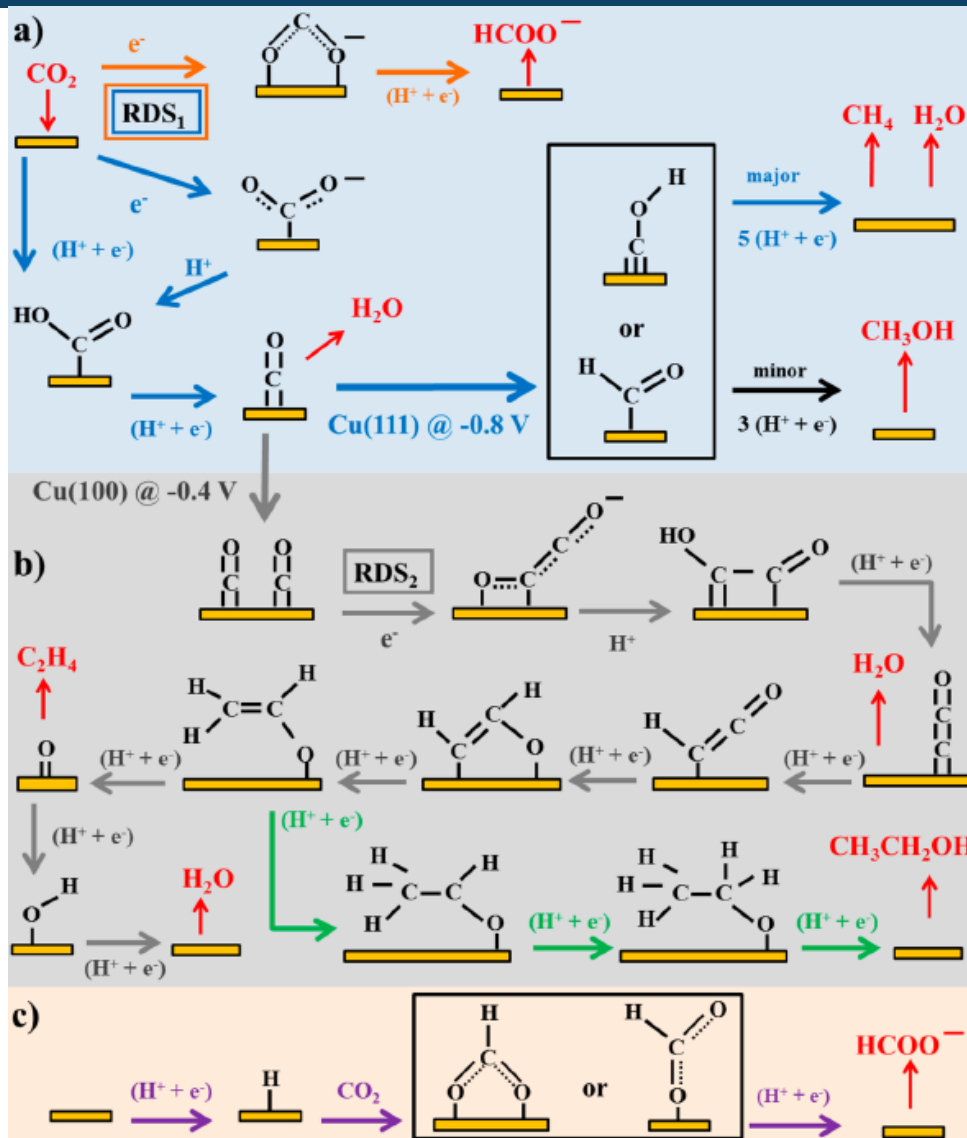 a)
CO₂
e⁻
RDS₁
O C O −
(H⁺ + e⁻)
HCOO⁻
CH₄ H₂O
e⁻
O C O −
(H⁺ + e⁻)
H⁺
H O C
major
5 (H⁺ + e⁻)
HO C O
(H⁺ + e⁻)
O C
H₂O
Cu(111) @ -0.8 V
or
H C O
minor
3 (H⁺ + e⁻)
CH₃OH
Cu(100) @ -0.4 V
b)
O O
C C
RDS₂
e⁻
O C C O −
H⁺
HO C C O
(H⁺ + e⁻)
C₂H₄
O
(H⁺ + e⁻)
H H C C H O
(H⁺ + e⁻)
H C C H O
(H⁺ + e⁻)
H C C O
(H⁺ + e⁻)
H₂O
O C C
(H⁺ + e⁻)
(H⁺ + e⁻)
O H
(H⁺ + e⁻)
H₂O
H H H C C H O
(H⁺ + e⁻)
H H H C C H H O
(H⁺ + e⁻)
CH₃CH₂OH
c)
(H⁺ + e⁻)
H
CO₂
H C O O
or
H C O O
(H⁺ + e⁻)
HCOO⁻